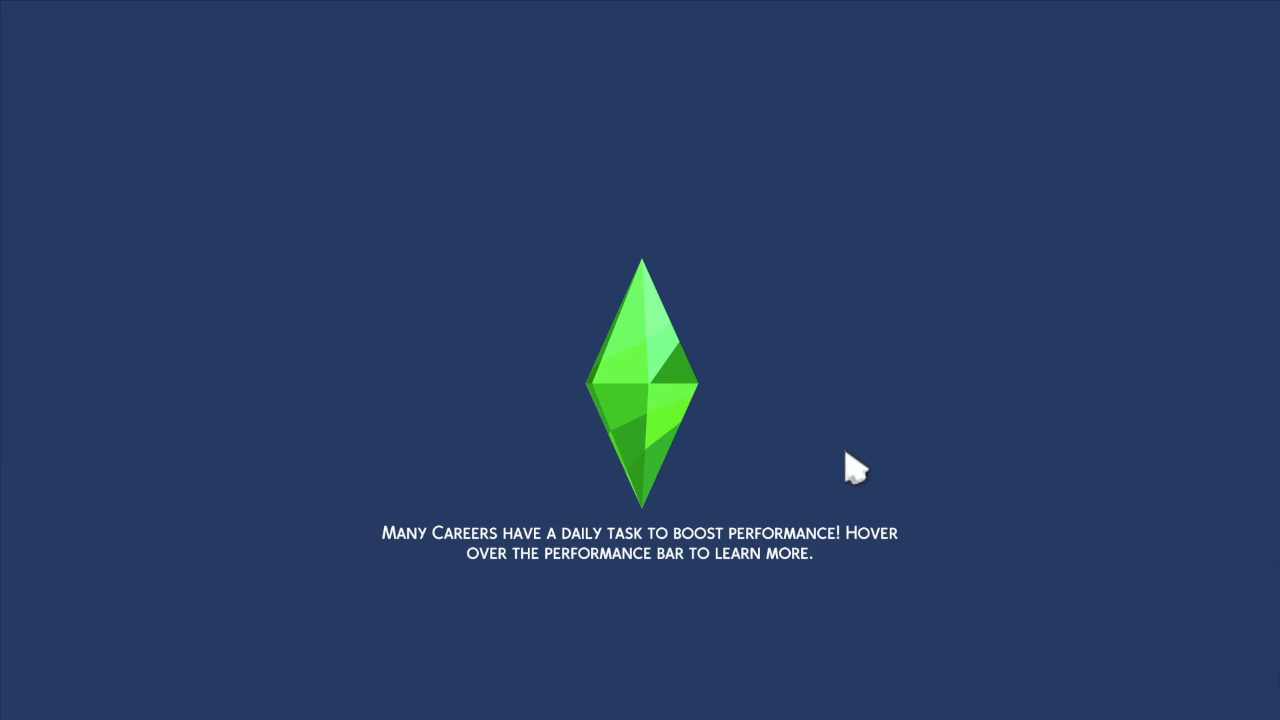 Many Careers have a daily task to boost performance! Hover
over the performance bar to learn more.